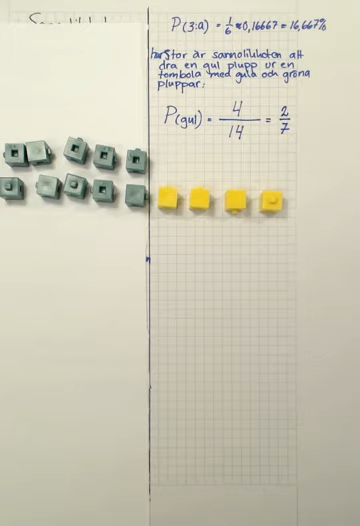 P(3:a) = 1/6 ≈ 0,16667 = 16,667%
hur stor är sannolikheten att
dra en gul plupp ur en
tombola med gula och gröna
pluppar:
P(gul) = 4/14 = 2/7